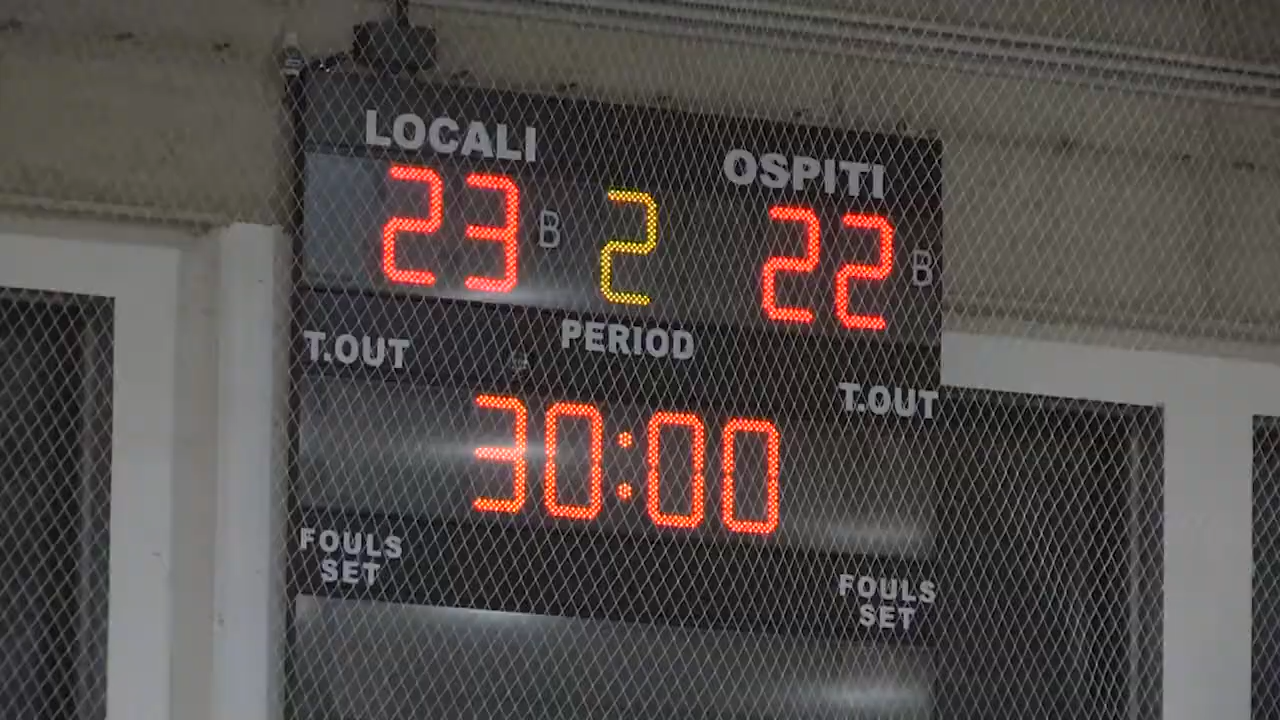 LOCALI OSPITI
23 B 2 22 B
T.OUT PERIOD T.OUT
30:00
FOULS SET FOULS SET